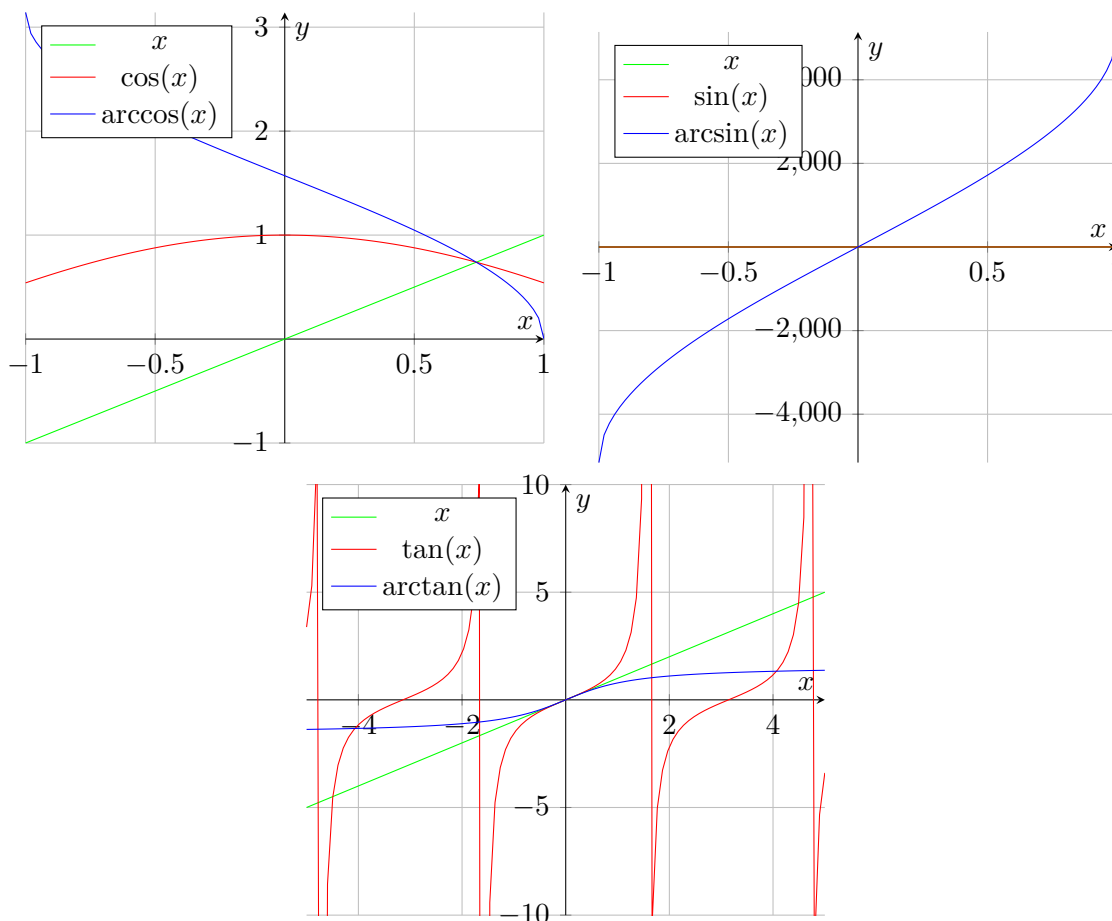 3
y
x
cos(x)
arccos(x)
2
1
x
−1 −0.5 0.5 1
−1
y
x
sin(x)
arcsin(x)
000
2,000
x
−1 −0.5 0.5
−2,000
−4,000
10
y
x
tan(x)
arctan(x)
5
x
−4 −2 2 4
−5
−10